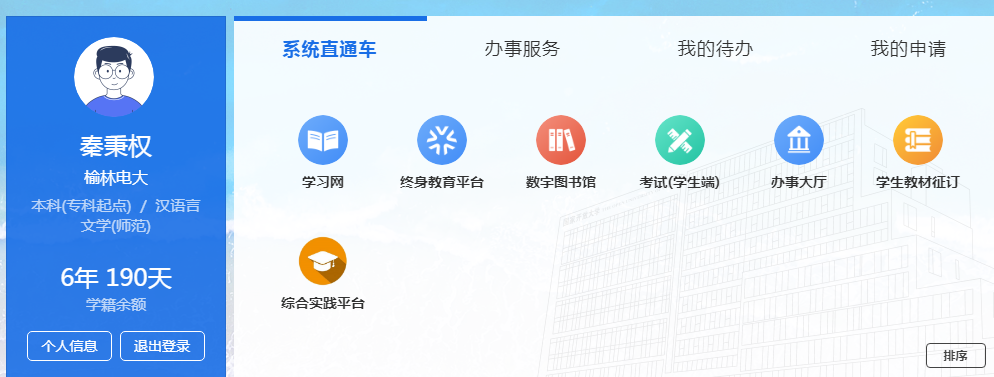 秦秉权
榆林电大
本科(专科起点) / 汉语言
文学(师范)
6年 190天
学籍余额
个人信息 退出登录
系统直通车 办事服务 我的待办 我的申请
学习网 终身教育平台 数字图书馆 考试(学生端) 办事大厅 学生教材征订
综合实践平台
排序